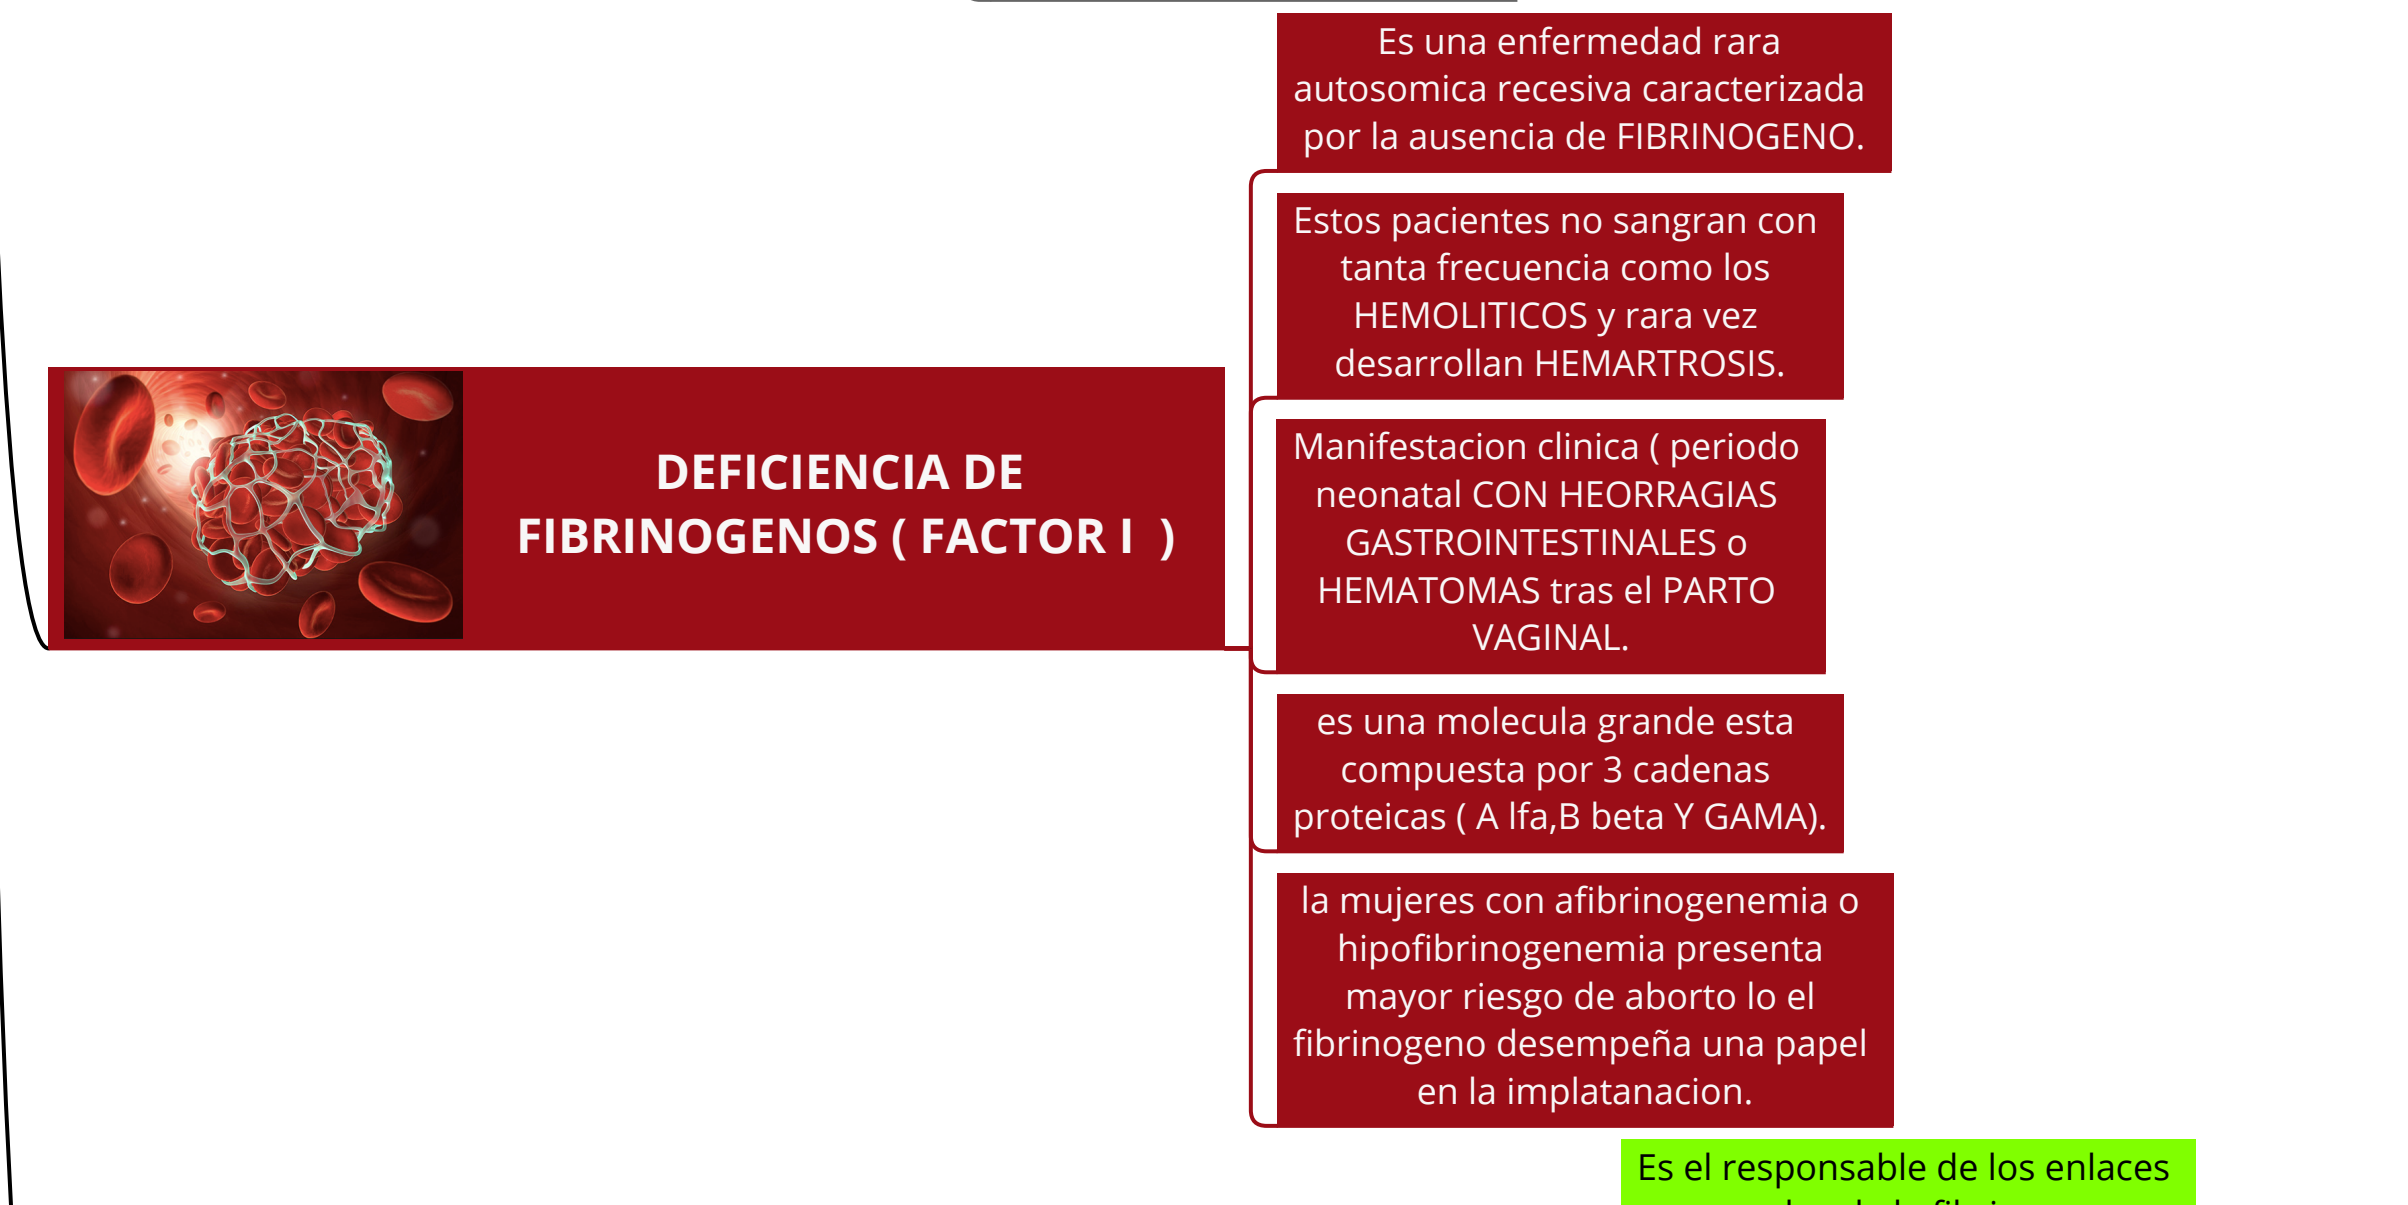 Es una enfermedad rara
autosomica recesiva caracterizada
por la ausencia de FIBRINOGENO.
Estos pacientes no sangran con
tanta frecuencia como los
HEMOLITICOS y rara vez
desarrollan HEMARTROSIS.
DEFICIENCIA DE
FIBRINOGENOS ( FACTOR I )
Manifestacion clinica ( periodo
neonatal CON HEORRAGIAS
GASTROINTESTINALES o
HEMATOMAS tras el PARTO
VAGINAL.
es una molecula grande esta
compuesta por 3 cadenas
proteicas ( A lfa,B beta Y GAMA).
la mujeres con afibrinogenemia o
hipofibrinogenemia presenta
mayor riesgo de aborto lo el
fibrinogeno desempeña una papel
en la implatanacion.
Es el responsable de los enlaces